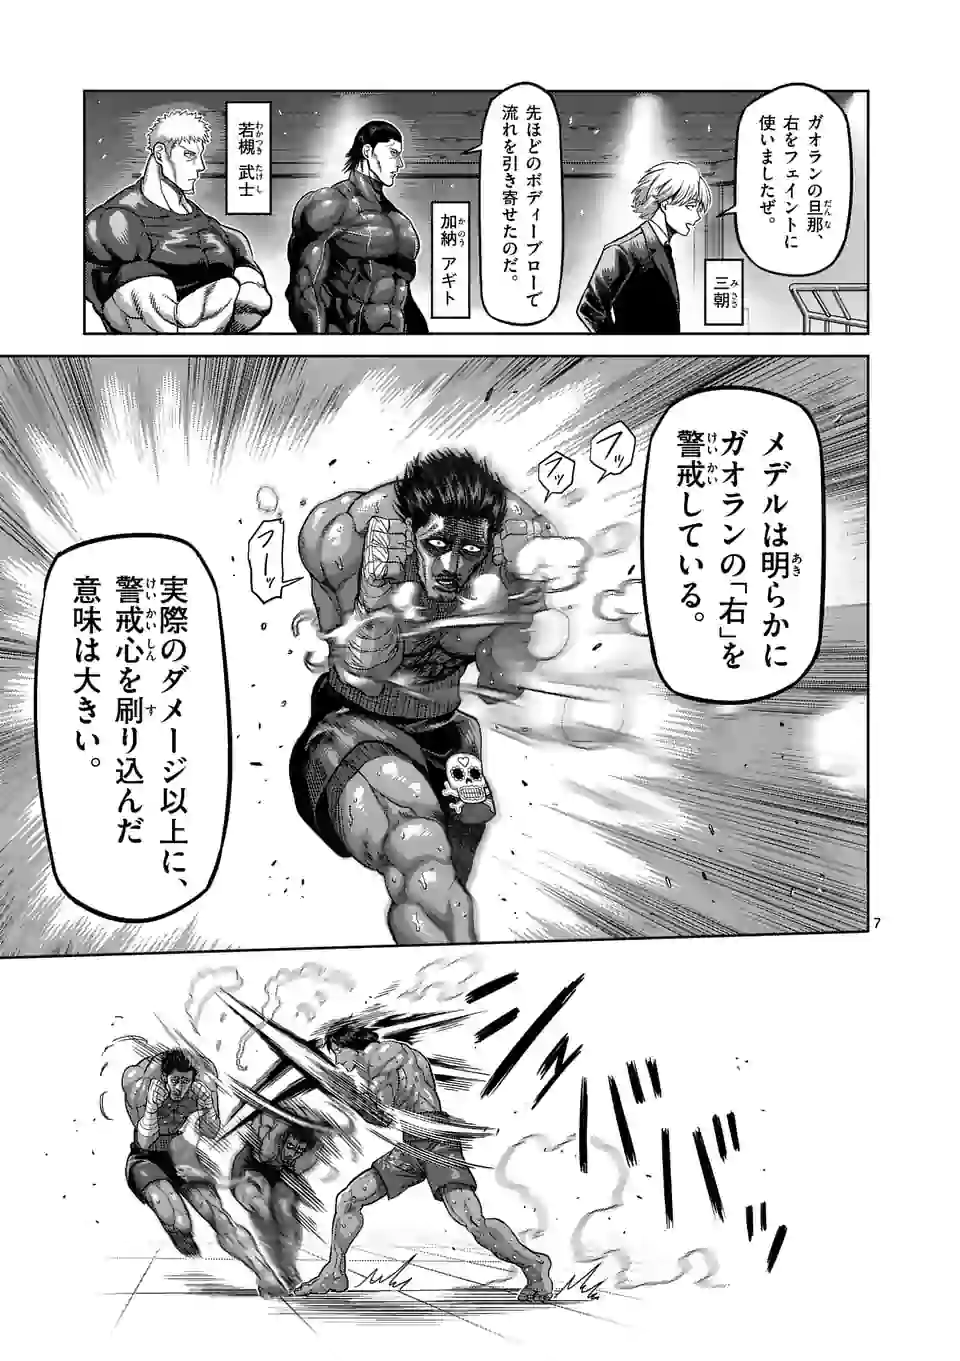 ガオランの旦那、
右をフェイントに
使いましたぜ。
三朝
先ほどのボディーブローで
流れを引き寄せたのだ。
加納 アギト
若槻 武士
メデルは明らかに
ガオランの「右」を
警戒している。
フッ
フッ
フーッ
実際のダメージ以上に、
警戒心を刷り込んだ
意味は大きい。
7